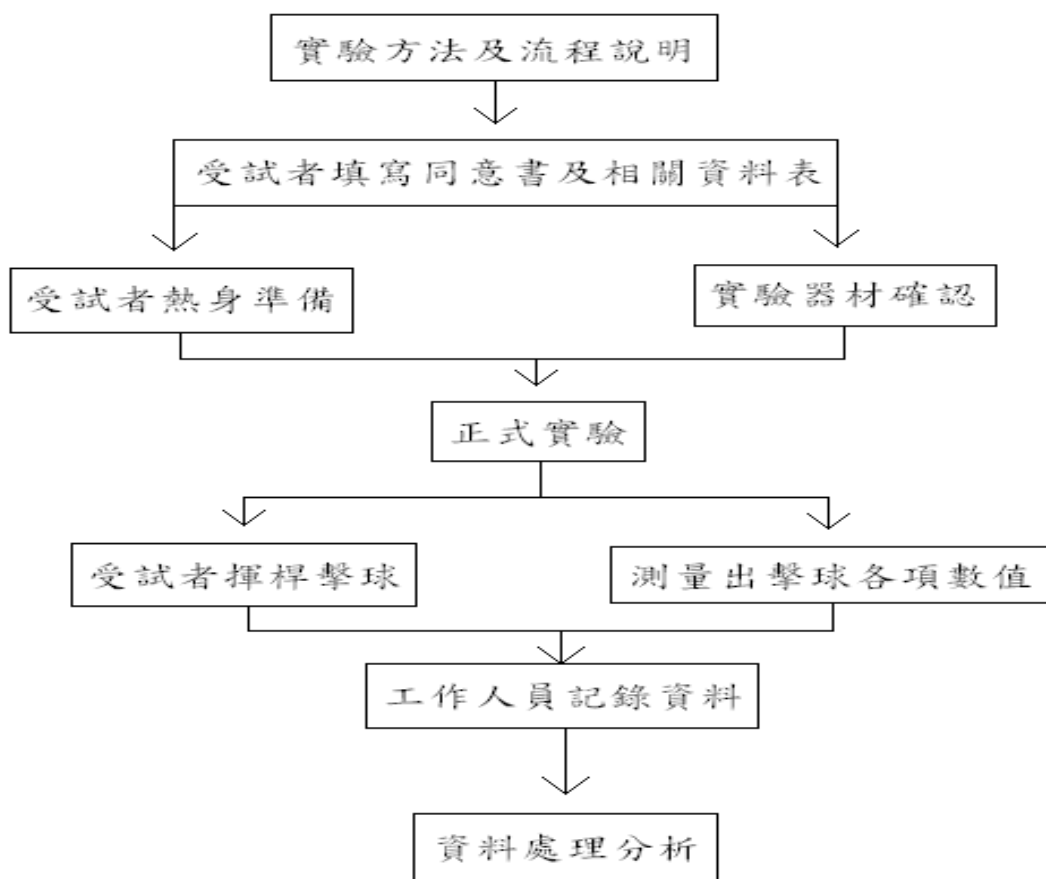 實驗方法及流程說明
受試者填寫同意書及相關資料表
受試者熱身準備
實驗器材確認
正式實驗
受試者揮桿擊球
測量出擊球各項數值
工作人員記錄資料
資料處理分析